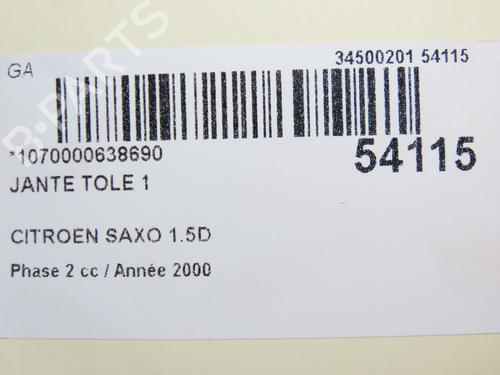 GA
34500201 54115
*1070000638690
54115
JANTE TOLE 1
CITROEN SAXO 1.5D
Phase 2 cc / Année 2000
B-PARTS